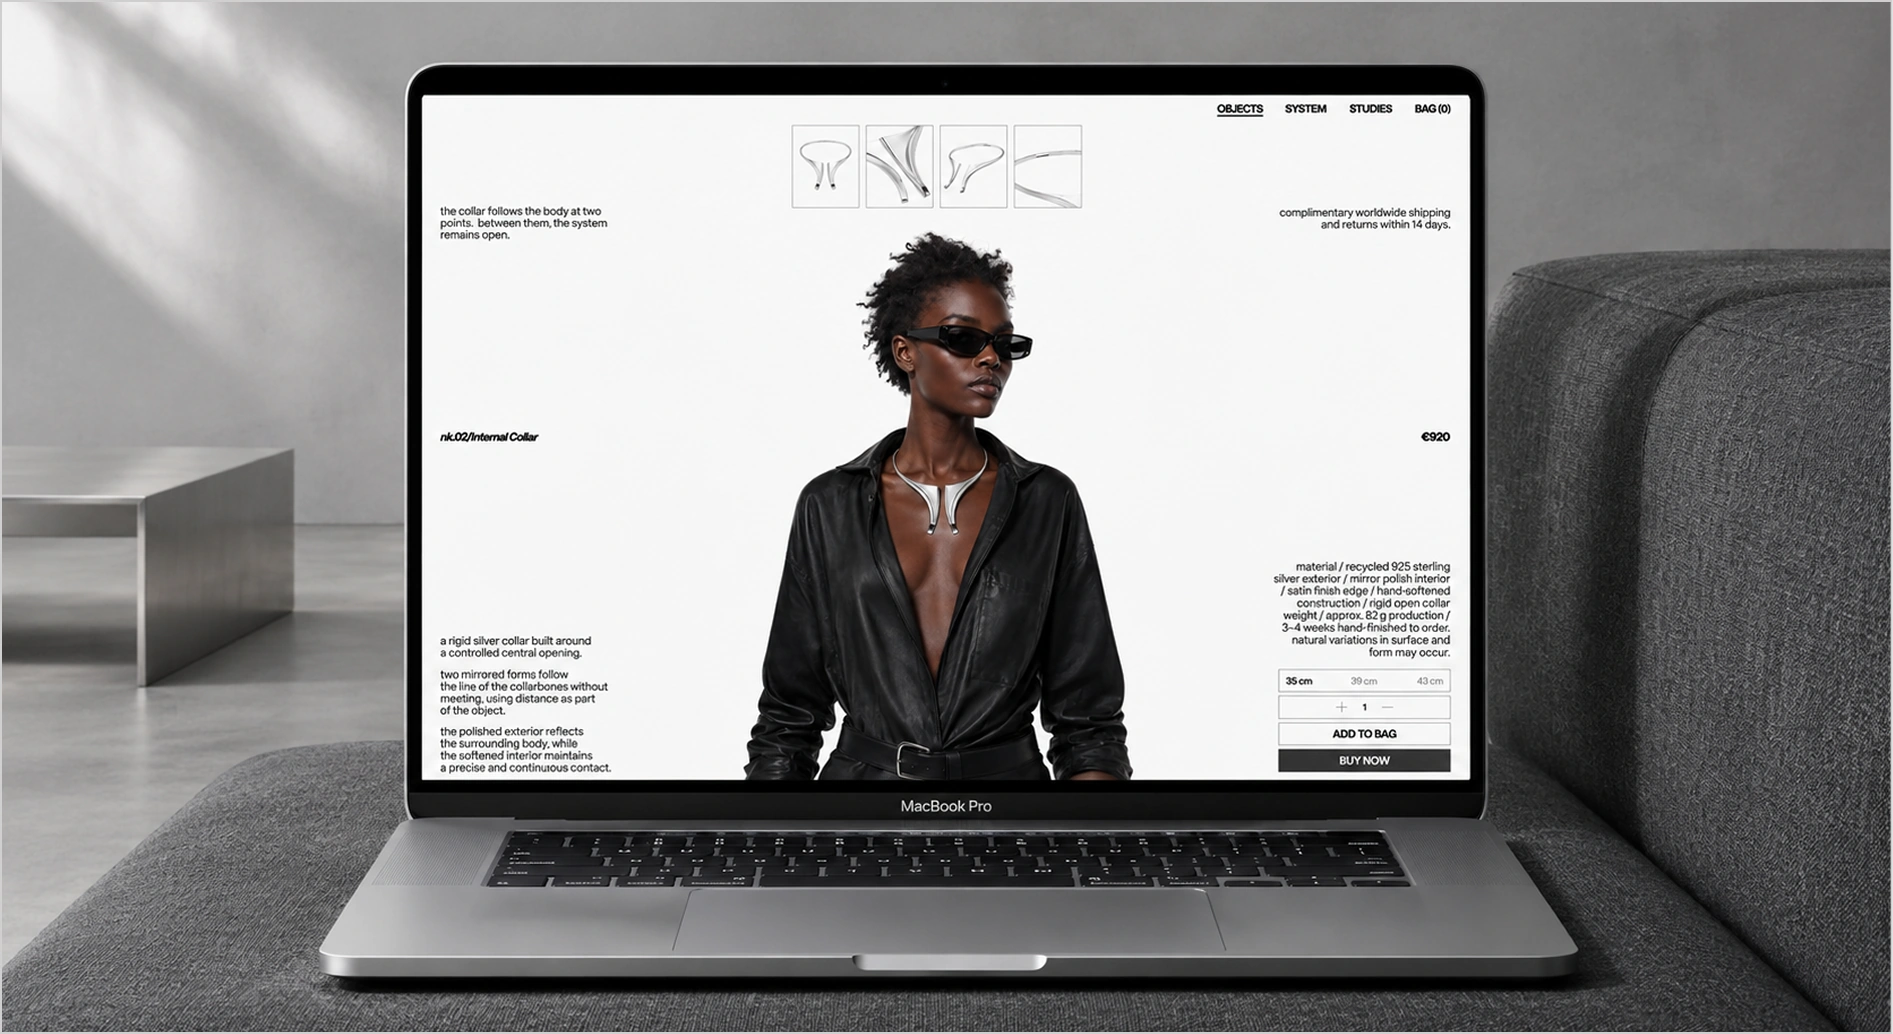 OBJECTS SYSTEM STUDIES BAG (0)
the collar follows the body at two
points. between them, the system
remains open.
complimentary worldwide shipping
and returns within 14 days.
nk.02/Internal Collar
€920
a rigid silver collar built around
a controlled central opening.
two mirrored forms follow
the line of the collarbones without
meeting, using distance as part
of the object.
the polished exterior reflects
the surrounding body, while
the softened interior maintains
a precise and continuous contact.
material / recycled 925 sterling
silver exterior / mirror polish interior
/ satin finish edge / hand-softened
construction / rigid open collar
weight / approx. 82 g production /
3-4 weeks hand-finished to order.
natural variations in surface and
form may occur.
35 cm 39 cm 43 cm
+ 1 —
ADD TO BAG
BUY NOW
MacBook Pro